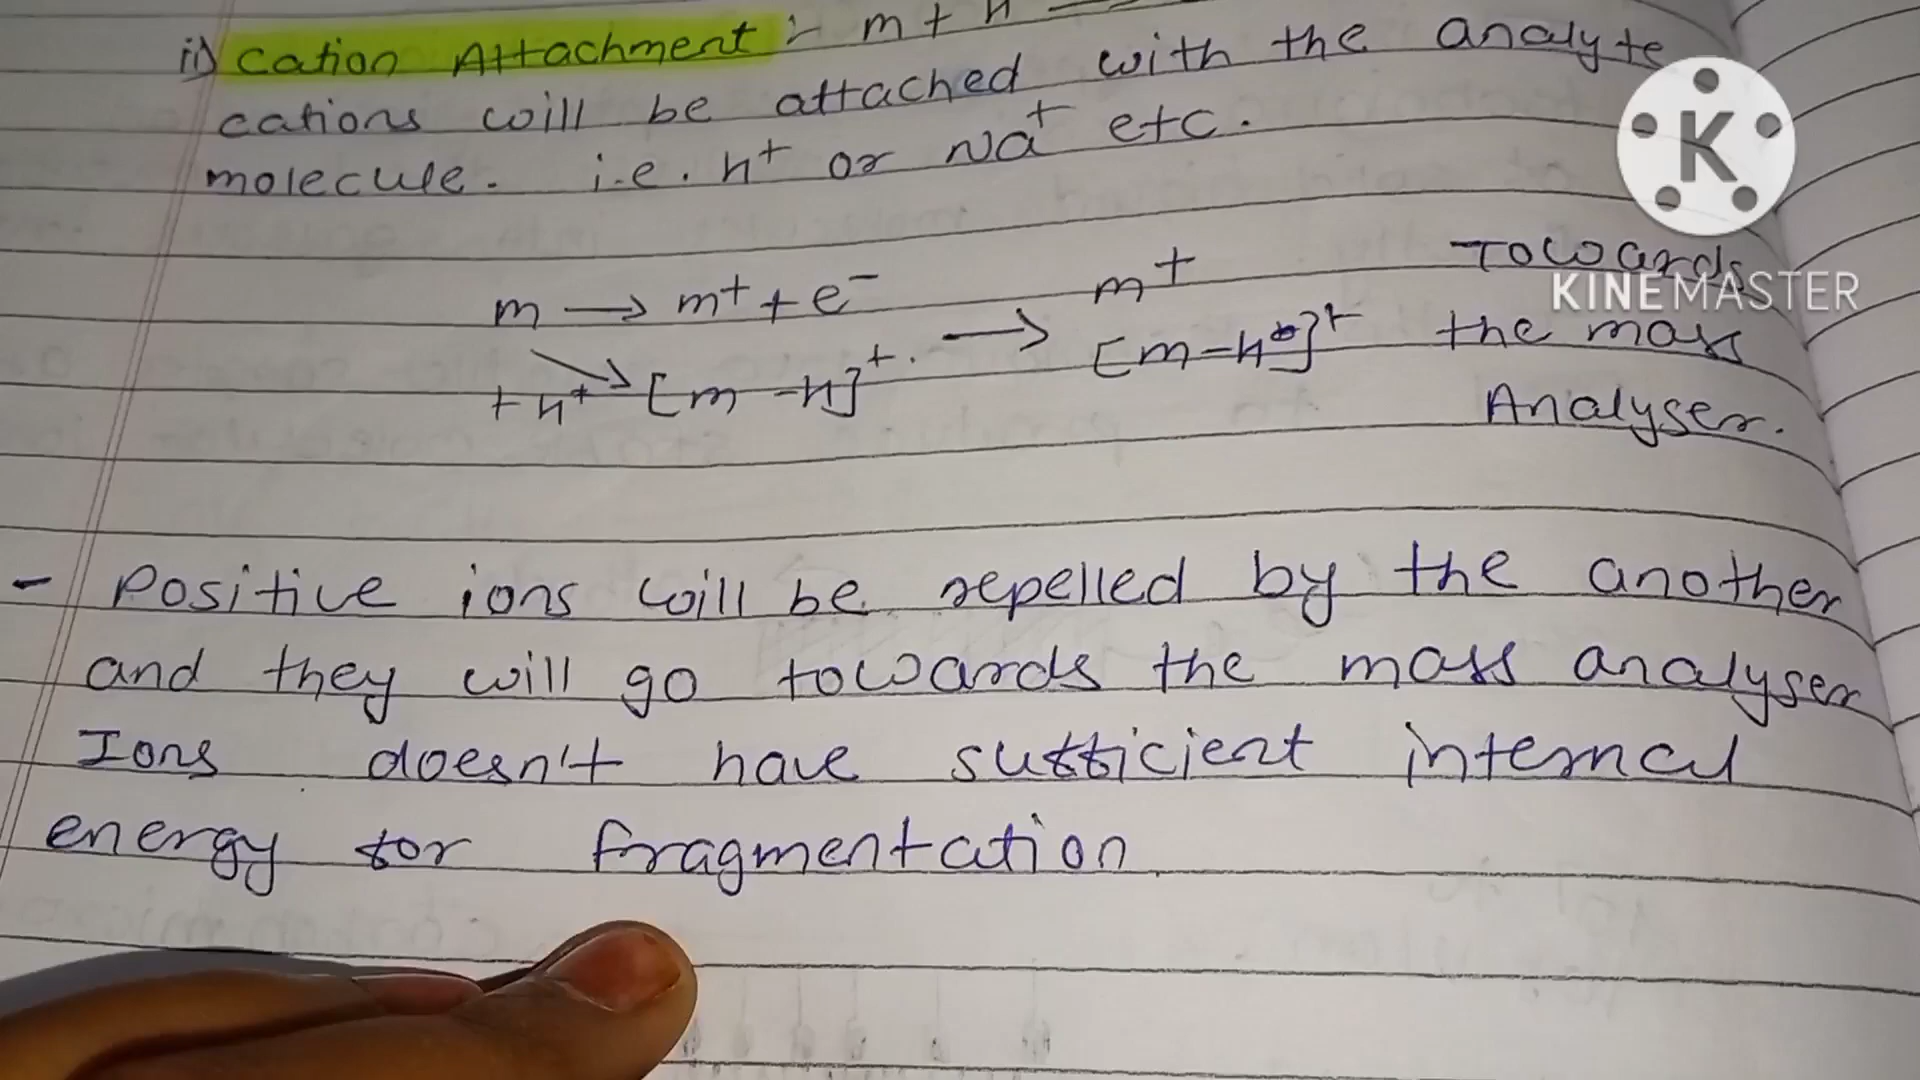 ii) Cation Attachment :- m + H
cations will be attached with the analyte
molecule. i.e. H⁺ or Na⁺ etc.
m → m⁺ + e⁻
+ H⁺ → [m-H]⁺. → m⁺
[m-H]⁺
Towards
the mass
Analyser.
- Positive ions will be repelled by the another
and they will go towards the mass analyser
Ions doesn't have sufficient internal
energy for fragmentation
K
KINEMASTER